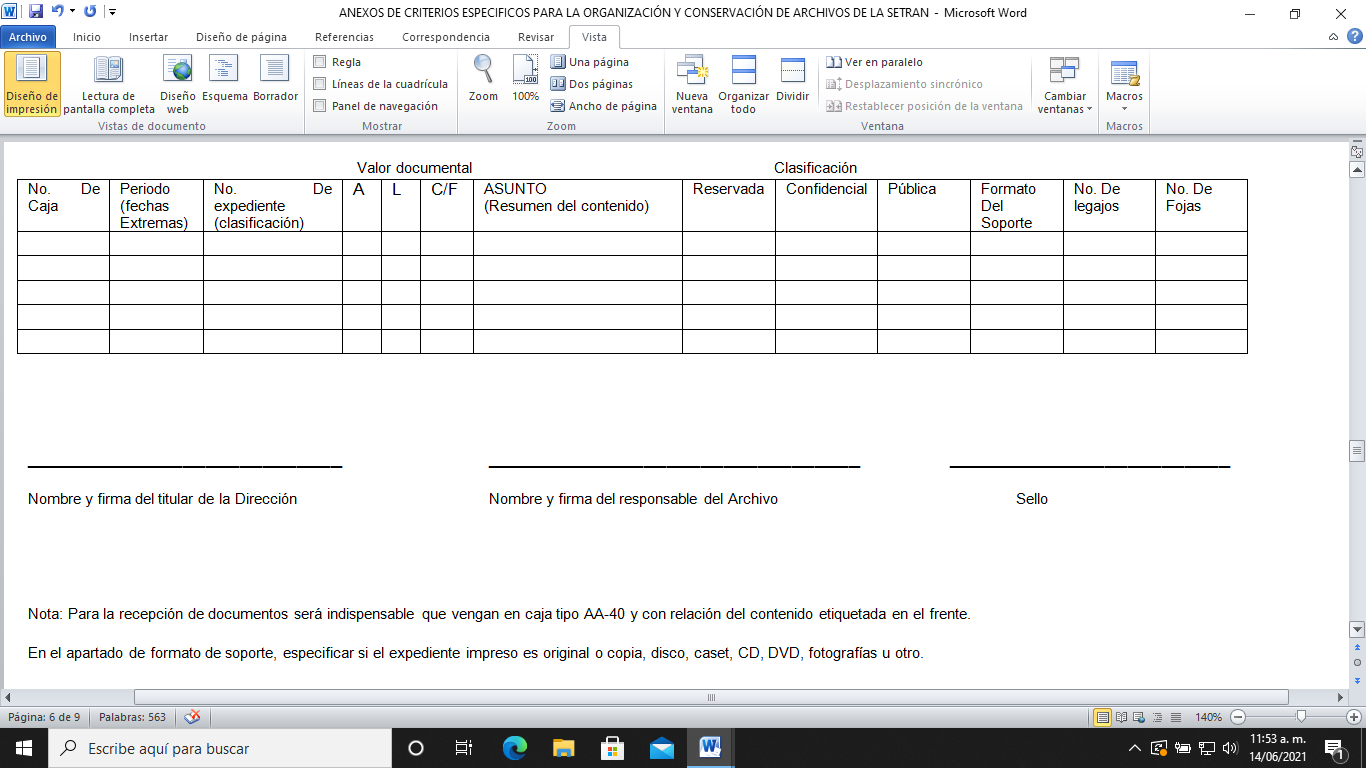 ANEXOS DE CRITERIOS ESPECIFICOS PARA LA ORGANIZACIÓN Y CONSERVACIÓN DE ARCHIVOS DE LA SETRAN - Microsoft Word
Archivo Inicio Insertar Diseño de página Referencias Correspondencia Revisar Vista
Diseño de impresión
Lectura de pantalla completa
Diseño web
Esquema
Borrador
Vistas de documento
Regla
Líneas de la cuadrícula
Panel de navegación
Mostrar
Zoom
100%
Una página
Dos páginas
Ancho de página
Zoom
Nueva ventana
Organizar todo
Dividir
Ver en paralelo
Desplazamiento sincrónico
Restablecer posición de la ventana
Ventana
Cambiar ventanas
Macros
Macros
Valor documental Clasificación
No. De Caja
Periodo (fechas Extremas)
No. De expediente (clasificación)
A
L
C/F
ASUNTO
(Resumen del contenido)
Reservada
Confidencial
Pública
Formato Del Soporte
No. De legajos
No. De Fojas
Nombre y firma del titular de la Dirección Nombre y firma del responsable del Archivo Sello
Nota: Para la recepción de documentos será indispensable que vengan en caja tipo AA-40 y con relación del contenido etiquetada en el frente.
En el apartado de formato de soporte, especificar si el expediente impreso es original o copia, disco, caset, CD, DVD, fotografías u otro.
Página: 6 de 9 Palabras: 563 140%
Escribe aquí para buscar
11:53 a. m.
14/06/2021
1